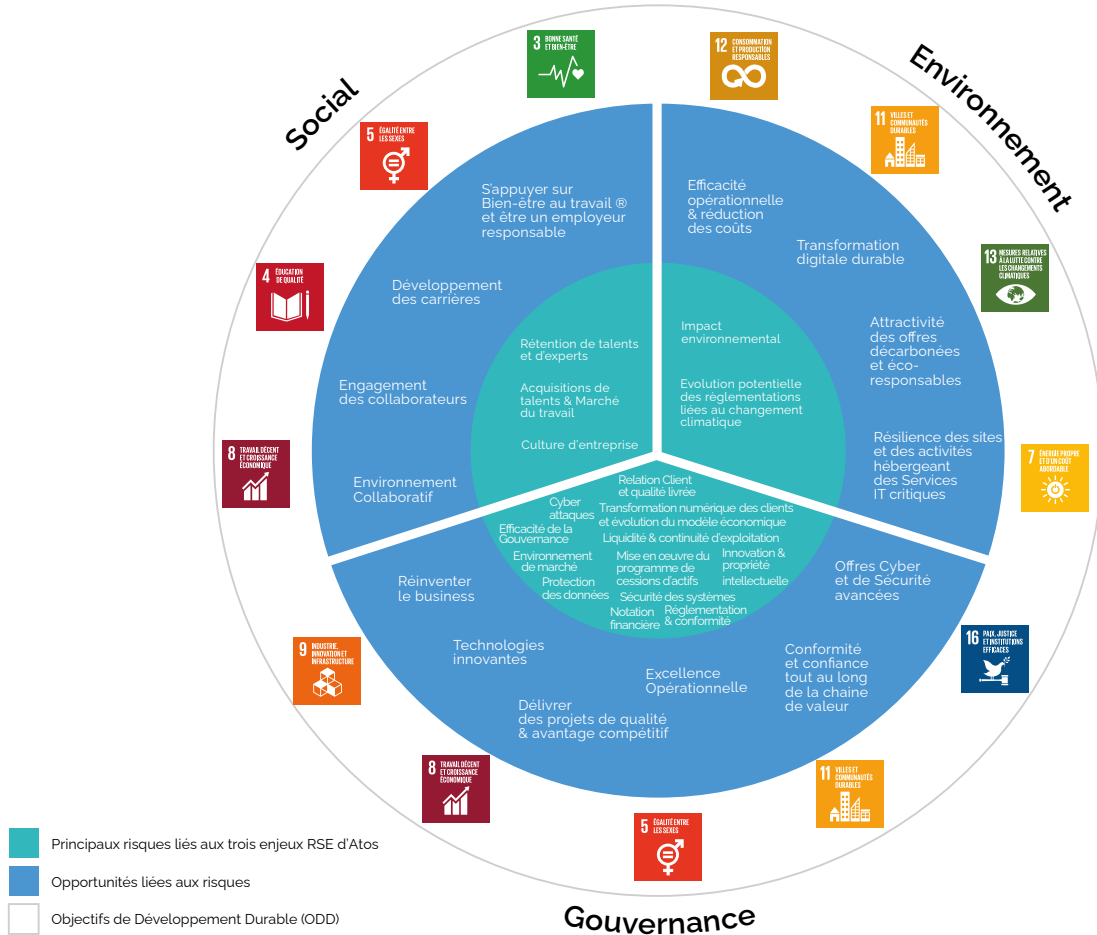 Social
Environnement
Gouvernance
3 BONNE SANTÉ
ET BIEN-ÊTRE
12 CONSOMMATION
ET PRODUCTION
RESPONSABLES
5 ÉGALITÉ ENTRE
LES SEXES
11 VILLES ET
COMMUNAUTÉS
DURABLES
4 ÉDUCATION
DE QUALITÉ
13 MESURES RELATIVES
À LA LUTTE CONTRE
LES CHANGEMENTS
CLIMATIQUES
8 TRAVAIL DÉCENT
ET CROISSANCE
ÉCONOMIQUE
7 ÉNERGIE PROPRE
ET D'UN COÛT
ABORDABLE
S'appuyer sur
Bien-être au travail ®
et être un employeur
responsable
Développement
des carrières
Engagement
des collaborateurs
Environnement
Collaboratif
Efficacité
opérationnelle
& réduction
des coûts
Transformation
digitale durable
Attractivité
des offres
décarbonées
et éco-
responsables
Résilience des sites
et des activités
hébergeant
des Services
IT critiques
Rétention de talents
et d'experts
Acquisitions de
talents & Marché
du travail
Culture d'entreprise
Impact
environnemental
Evolution potentielle
des réglementations
liées au changement
climatique
Relation Client
et qualité livrée
Cyber
attaques
Transformation numérique des clients
et évolution du modèle économique
Efficacité de la
Gouvernance
Liquidité & continuité d'exploitation
Environnement
de marché
Mise en œuvre du
programme de
cessions d'actifs
Innovation &
propriété
intellectuelle
Protection
des données
Sécurité des systèmes
Notation
financière
Réglementation
& conformité
Réinventer
le business
Technologies
innovantes
Délivrer
des projets de qualité
& avantage compétitif
Excellence
Opérationnelle
Conformité
et confiance
tout au long
de la chaine
de valeur
Offres Cyber
et de Sécurité
avancées
9 INDUSTRIE,
INNOVATION ET
INFRASTRUCTURE
16 PAIX, JUSTICE
ET INSTITUTIONS
EFFICACES
8 TRAVAIL DÉCENT
ET CROISSANCE
ÉCONOMIQUE
11 VILLES ET
COMMUNAUTÉS
DURABLES
5 ÉGALITÉ ENTRE
LES SEXES
Principaux risques liés aux trois enjeux RSE d'Atos
Opportunités liées aux risques
Objectifs de Développement Durable (ODD)